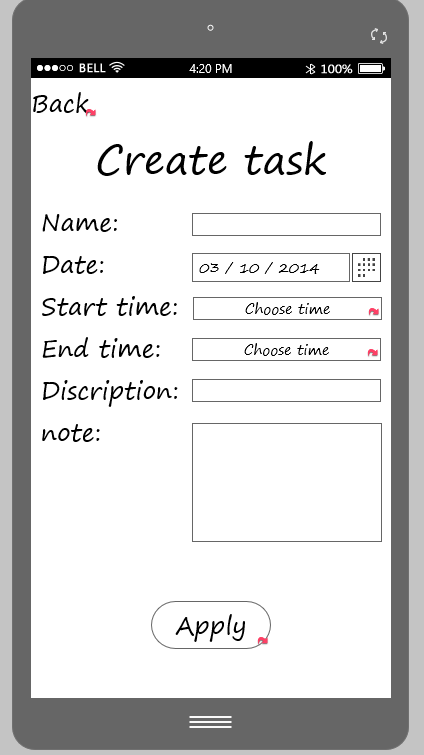 BELL 4:20 PM 100%
Back
Create task
Name:
Date: 03 / 10 / 2014
Start time: Choose time
End time: Choose time
Discription:
note:
Apply